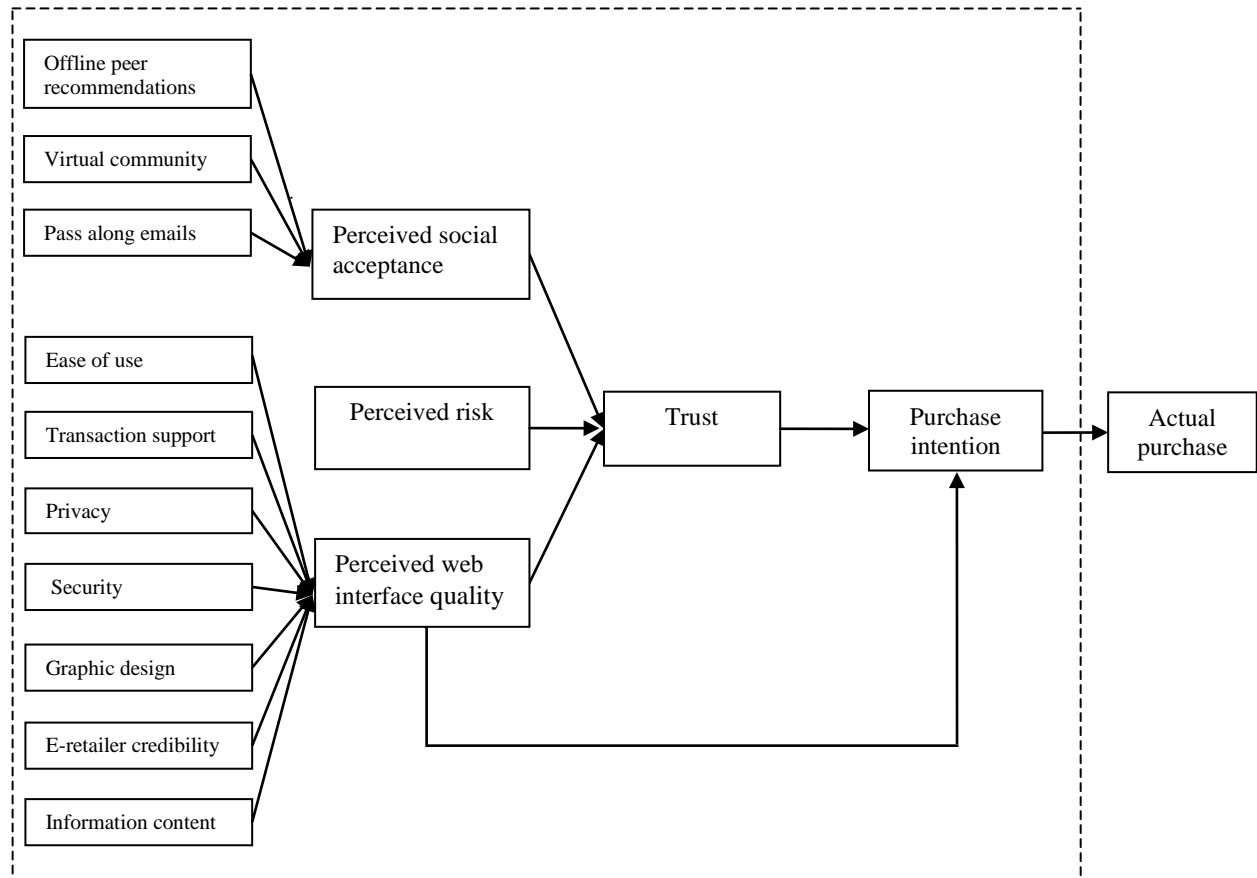 Offline peer
recommendations
Virtual community
Pass along emails
Perceived social
acceptance
Ease of use
Transaction support
Privacy
Security
Graphic design
E-retailer credibility
Information content
Perceived risk
Perceived web
interface quality
Trust
Purchase
intention
Actual
purchase